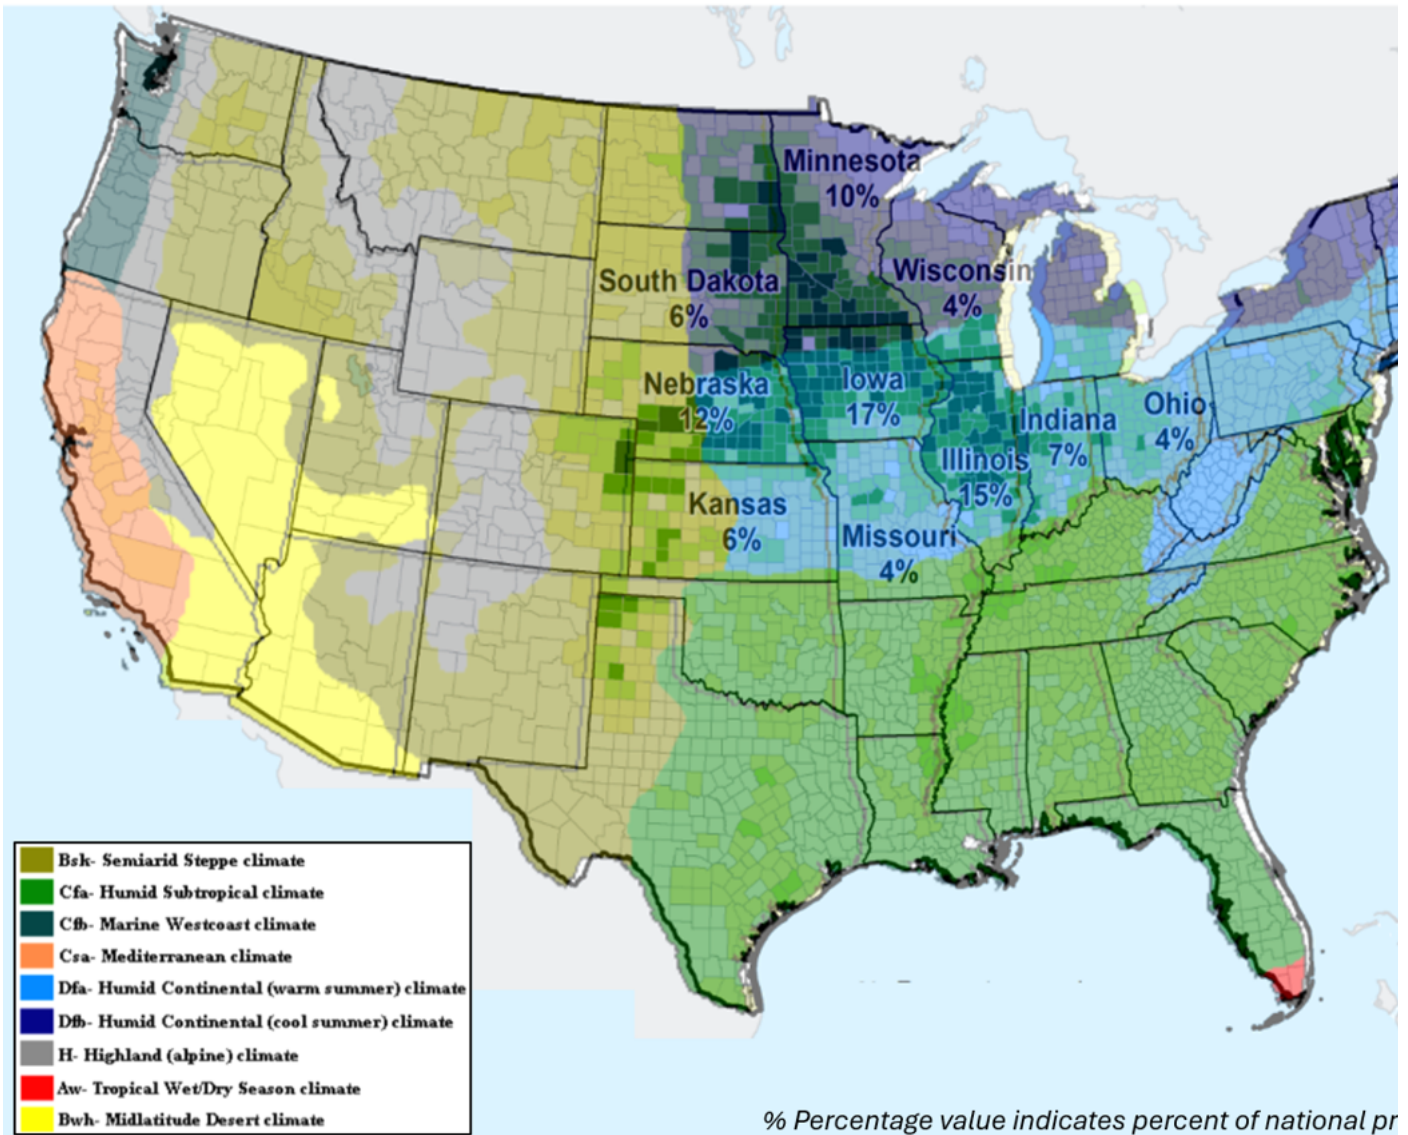 Minnesota
10%
South Dakota
6%
Wisconsin
4%
Nebraska
12%
Iowa
17%
Indiana
7%
Ohio
4%
Illinois
15%
Kansas
6%
Missouri
4%
Bsk- Semiarid Steppe climate
Cfa- Humid Subtropical climate
Cfb- Marine Westcoast climate
Csa- Mediterranean climate
Dfa- Humid Continental (warm summer) climate
Dfb- Humid Continental (cool summer) climate
H- Highland (alpine) climate
Aw- Tropical Wet/Dry Season climate
Bwh- Midlatitude Desert climate
% Percentage value indicates percent of national pr